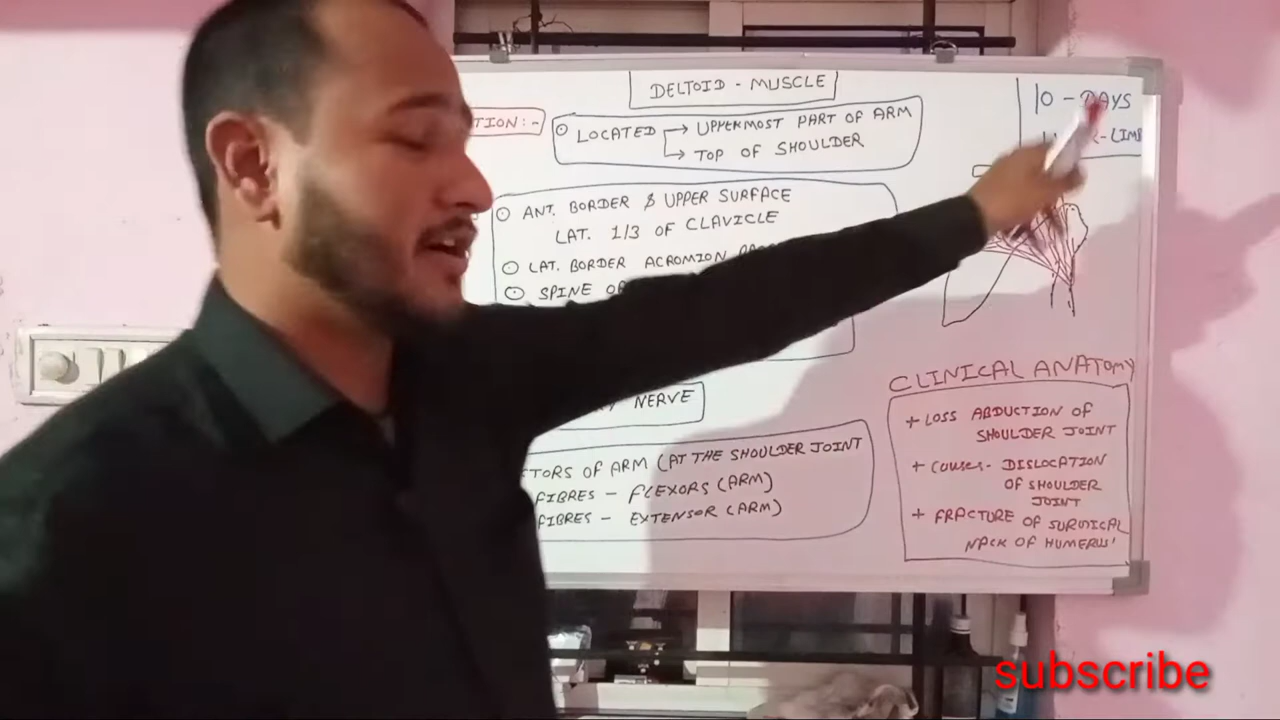 DELTOID - MUSCLE
10 - DAYS
TION:-
LOCATED → UPPERMOST PART OF ARM
→ TOP OF SHOULDER
-LIMB
ANT. BORDER & UPPER SURFACE
LAT. 1/3 OF CLAVICLE
LAT. BORDER ACROMION
SPINE
NERVE
TORS OF ARM (AT THE SHOULDER JOINT
FIBRES - FLEXORS (ARM)
FIBRES - EXTENSOR (ARM)
CLINICAL ANATOMY
+ LOSS ABDUCTION OF
SHOULDER JOINT
+ CAUSES - DISLOCATION
OF SHOULDER
JOINT
+ FRACTURE OF SURGICAL
NACK OF HUMERUS'
subscribe